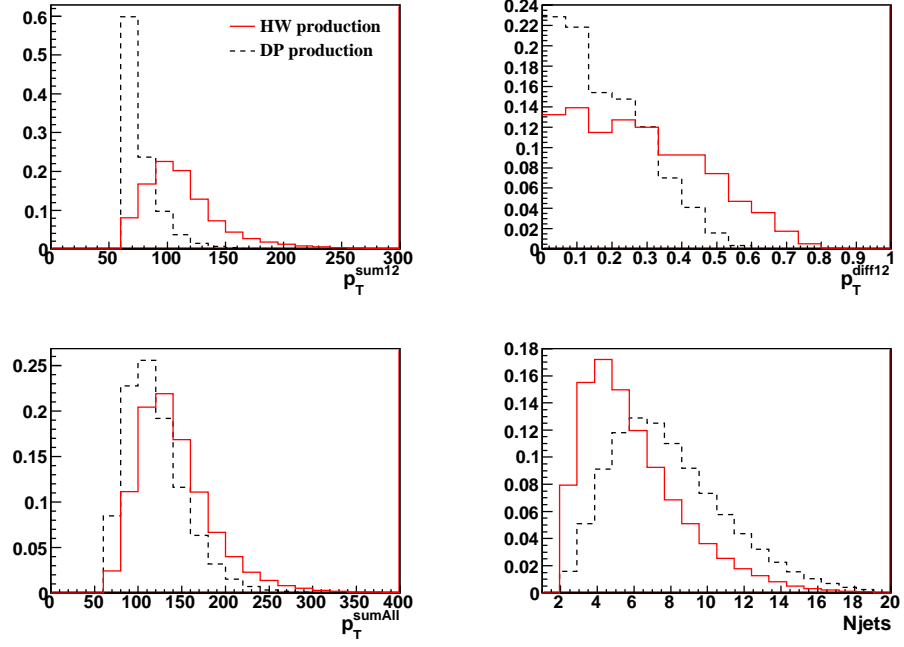 HW production
DP production
0 0.1 0.2 0.3 0.4 0.5 0.6
0 50 100 150 200 250 300
p_T^sum12
0 0.02 0.04 0.06 0.08 0.1 0.12 0.14 0.16 0.18 0.2 0.22 0.24
0 0.1 0.2 0.3 0.4 0.5 0.6 0.7 0.8 0.9 1
p_T^diff12
0 0.05 0.1 0.15 0.2 0.25
0 50 100 150 200 250 300 350 400
p_T^sumAll
0 0.02 0.04 0.06 0.08 0.1 0.12 0.14 0.16 0.18
2 4 6 8 10 12 14 16 18 20
Njets